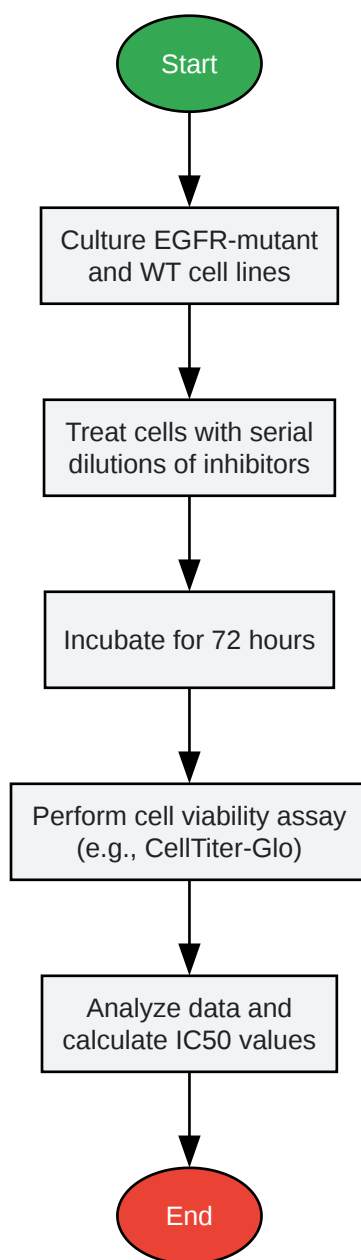 Start
Culture EGFR-mutant
and WT cell lines
Treat cells with serial
dilutions of inhibitors
Incubate for 72 hours
Perform cell viability assay
(e.g., CellTiter-Glo)
Analyze data and
calculate IC50 values
End